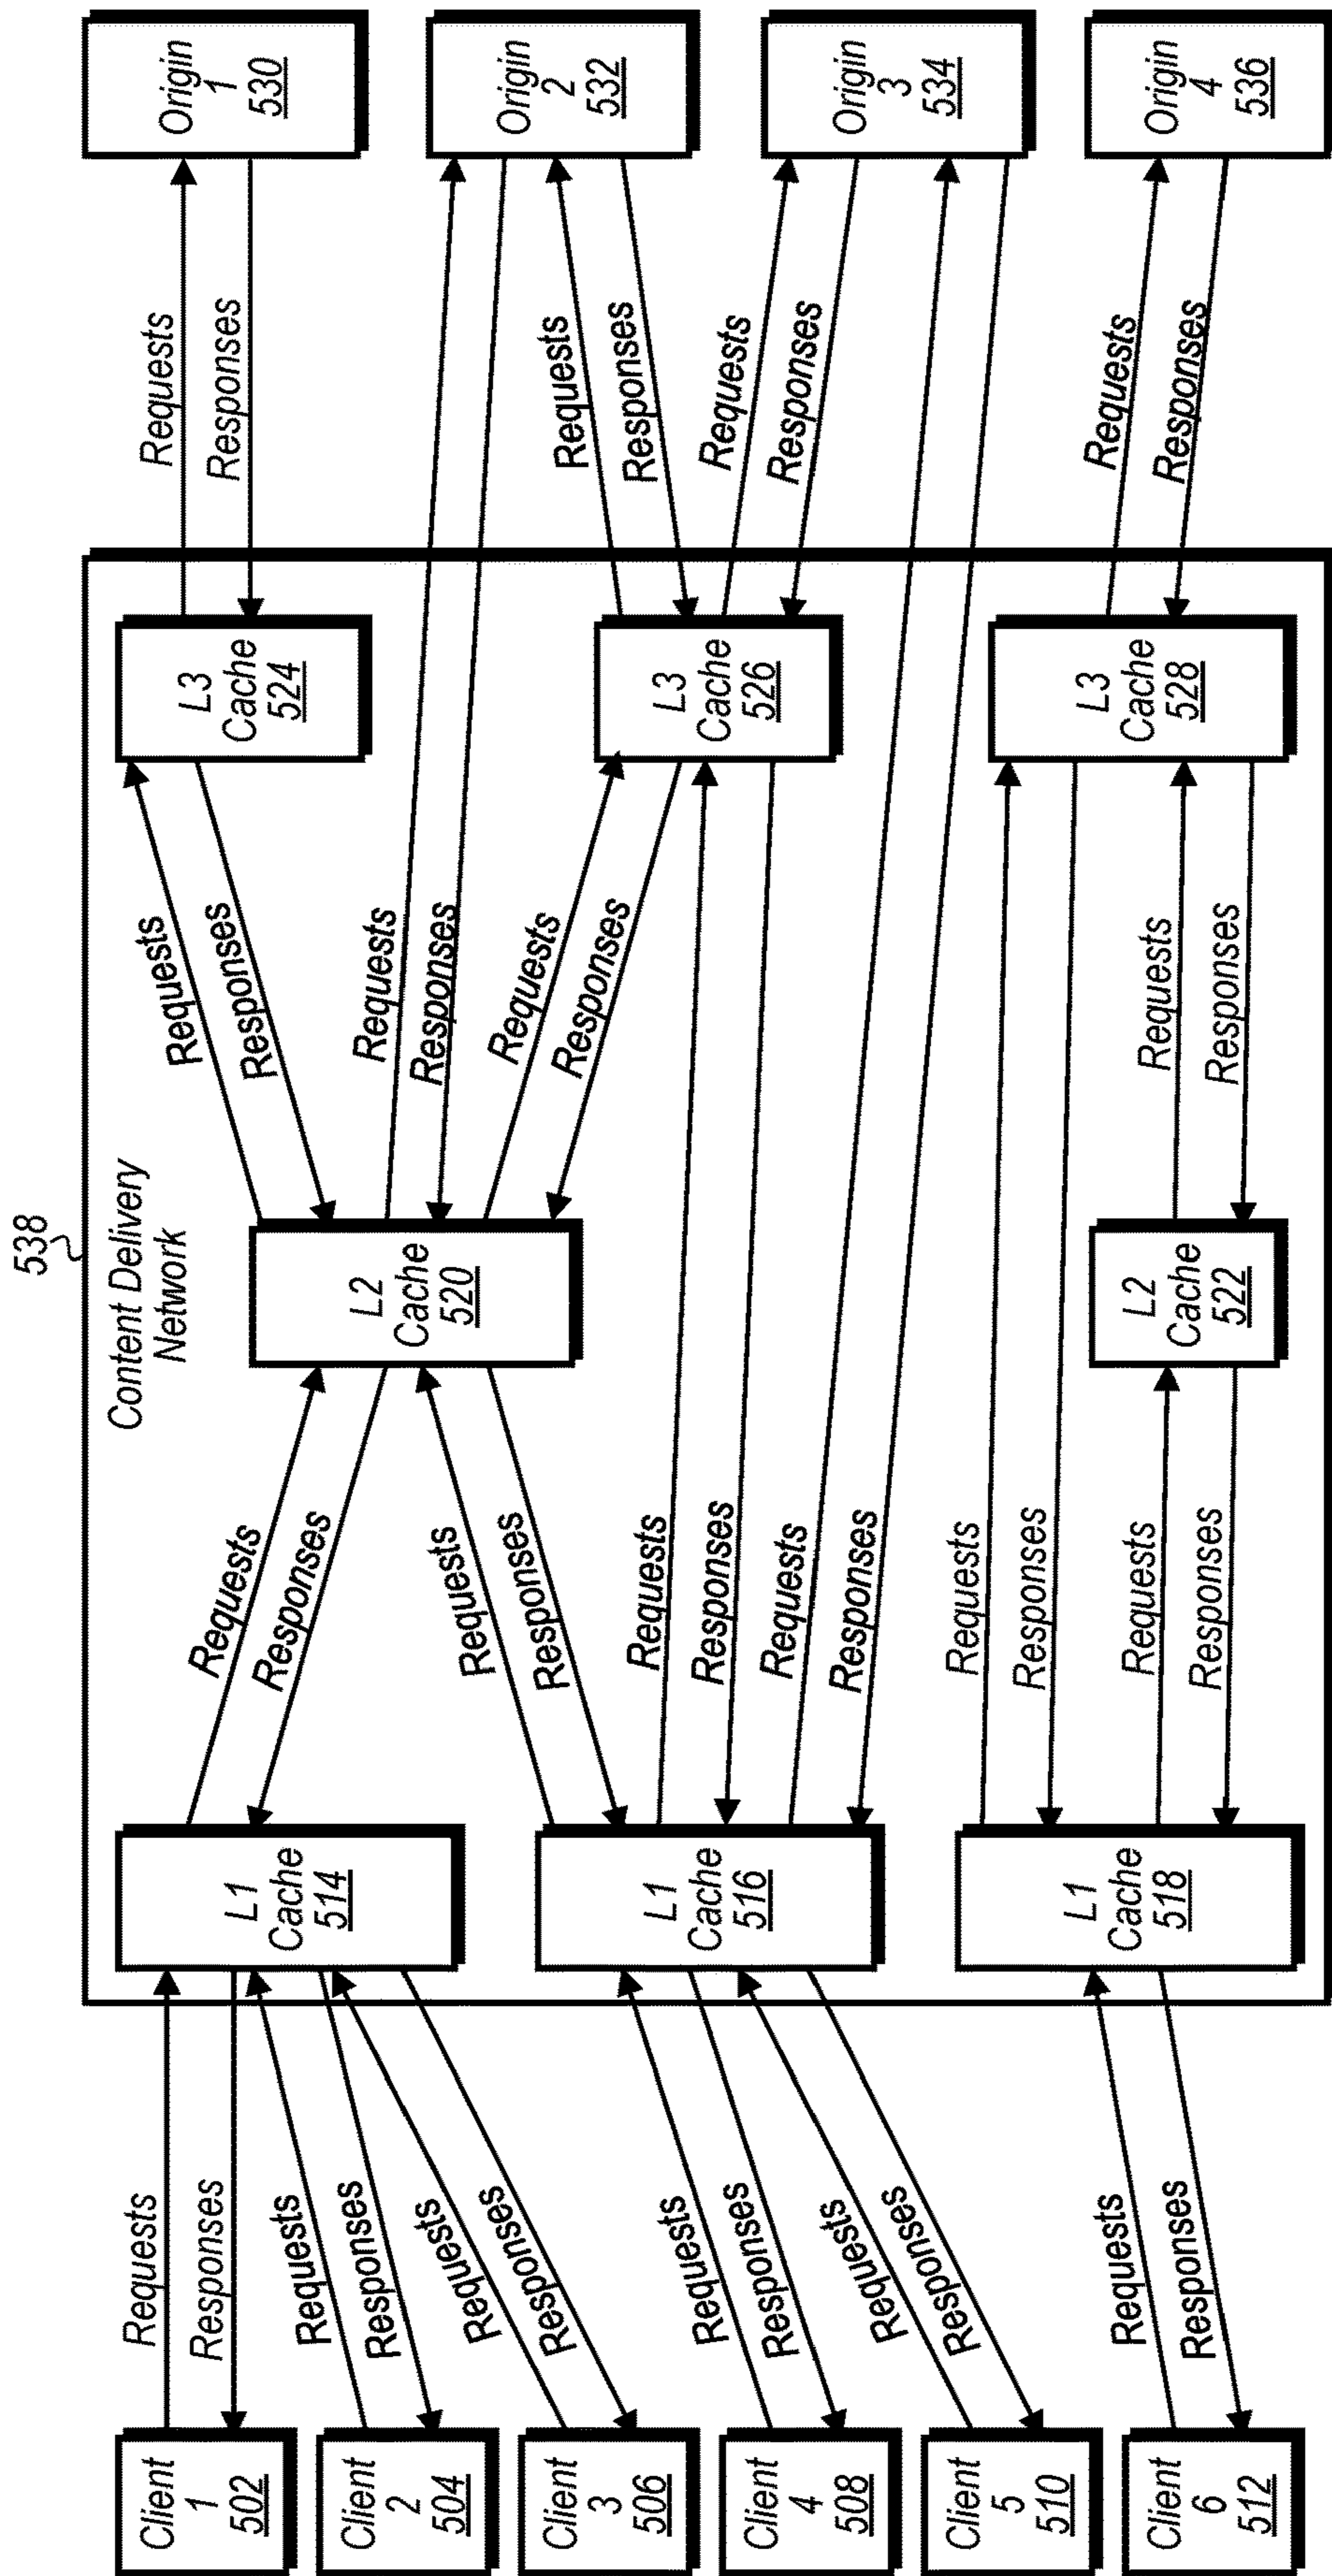 538
Content Delivery
Network
Client
1
502
Client
2
504
Client
3
506
Client
4
508
Client
5
510
Client
6
512
Requests
Responses
Requests
Responses
Requests
Responses
Requests
Responses
Requests
Responses
Requests
Responses
L1
Cache
514
L1
Cache
516
L1
Cache
518
Requests
Responses
Requests
Responses
Requests
Responses
Requests
Responses
Requests
Responses
Requests
Responses
L2
Cache
520
L2
Cache
522
Requests
Responses
Requests
Responses
Requests
Responses
Requests
Responses
L3
Cache
524
L3
Cache
526
L3
Cache
528
Requests
Responses
Requests
Responses
Requests
Responses
Requests
Responses
Origin
1
530
Origin
2
532
Origin
3
534
Origin
4
536